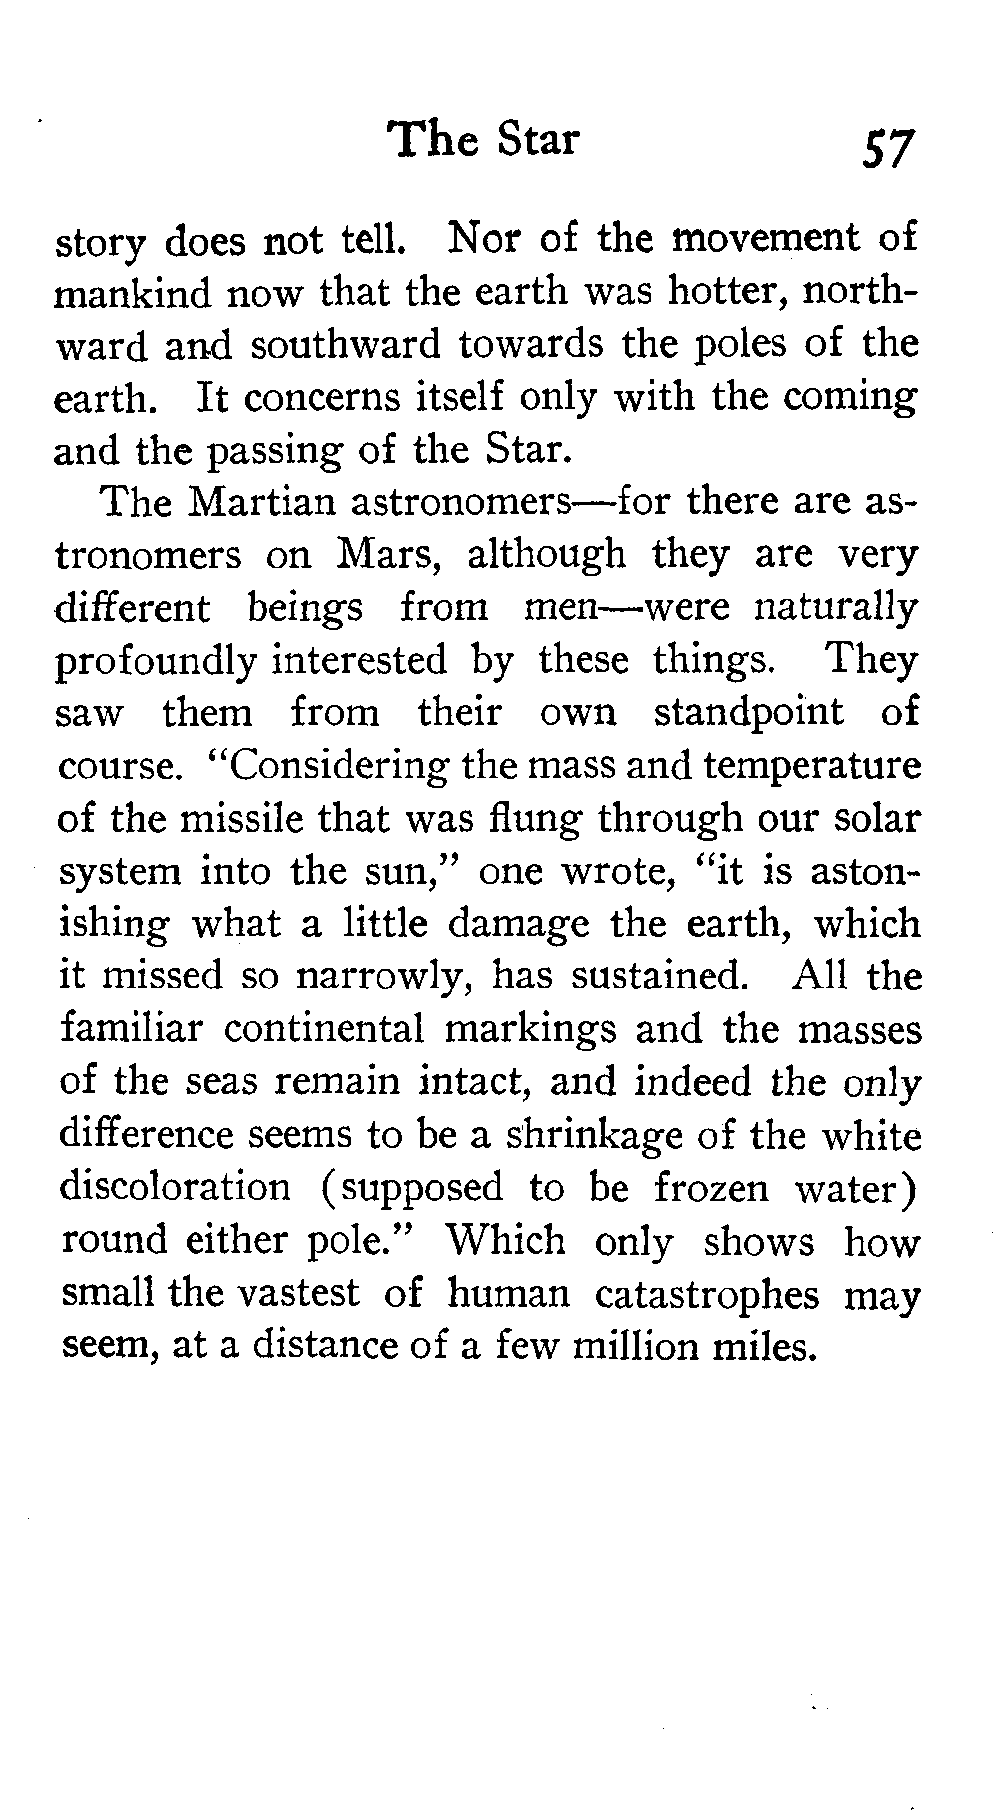 The Star 57
story does not tell. Nor of the movement of
mankind now that the earth was hotter, north-
ward and southward towards the poles of the
earth. It concerns itself only with the coming
and the passing of the Star.
The Martian astronomers—for there are as-
tronomers on Mars, although they are very
different beings from men—were naturally
profoundly interested by these things. They
saw them from their own standpoint of
course. “Considering the mass and temperature
of the missile that was flung through our solar
system into the sun,” one wrote, “it is aston-
ishing what a little damage the earth, which
it missed so narrowly, has sustained. All the
familiar continental markings and the masses
of the seas remain intact, and indeed the only
difference seems to be a shrinkage of the white
discoloration (supposed to be frozen water)
round either pole.” Which only shows how
small the vastest of human catastrophes may
seem, at a distance of a few million miles.